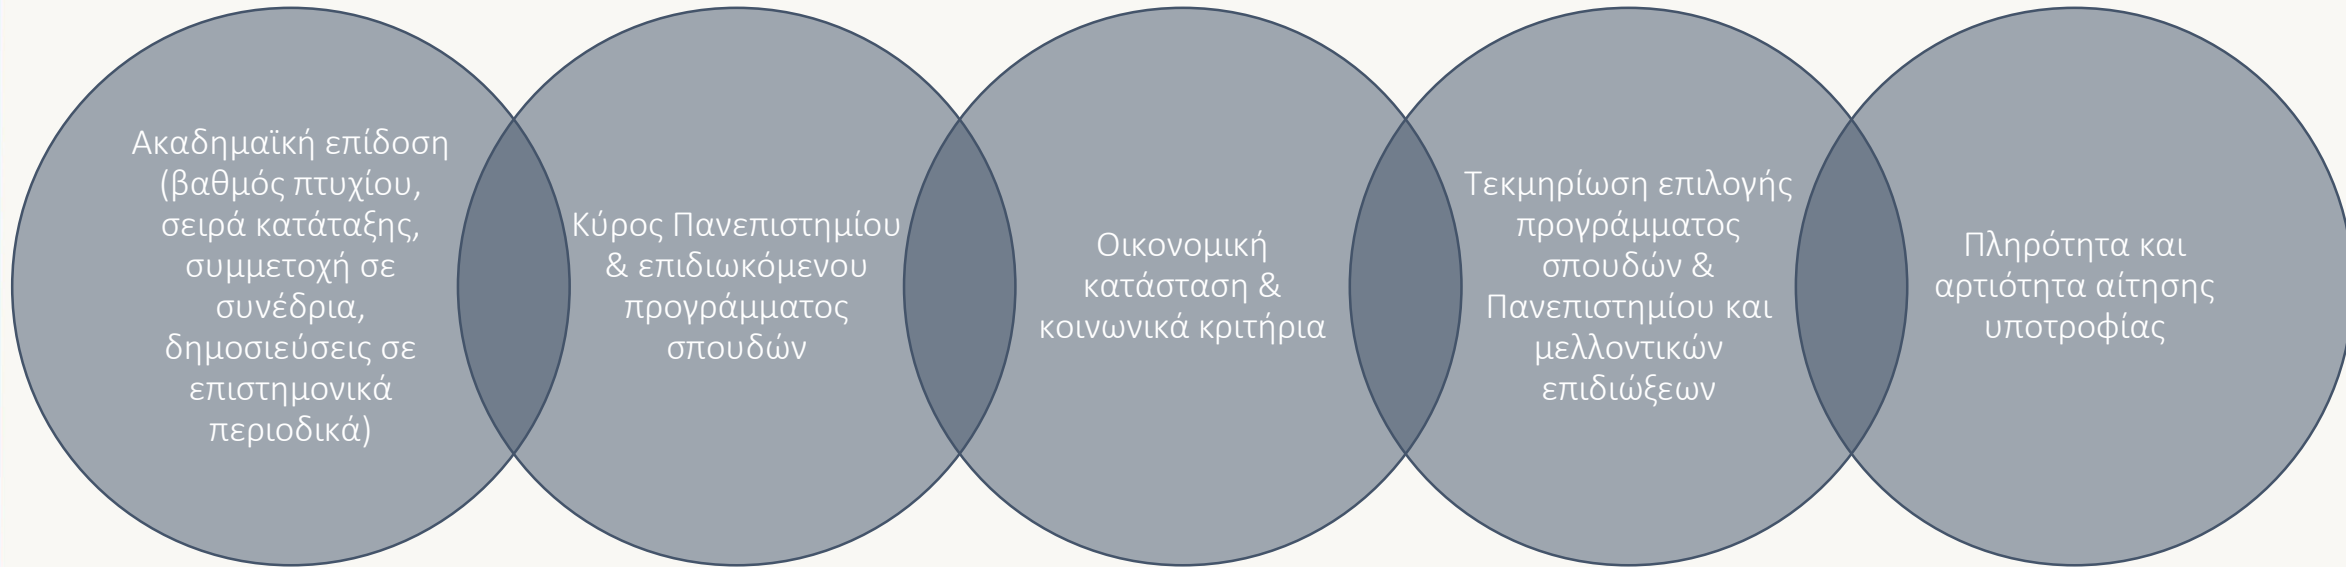 Ακαδημαϊκή επίδοση
(βαθμός πτυχίου,
σειρά κατάταξης,
συμμετοχή σε
συνέδρια,
δημοσιεύσεις σε
επιστημονικά
περιοδικά)
Κύρος Πανεπιστημίου
& επιδιωκόμενου
προγράμματος
σπουδών
Οικονομική
κατάσταση &
κοινωνικά κριτήρια
Τεκμηρίωση επιλογής
προγράμματος
σπουδών &
Πανεπιστημίου και
μελλοντικών
επιδιώξεων
Πληρότητα και
αρτιότητα αίτησης
υποτροφίας